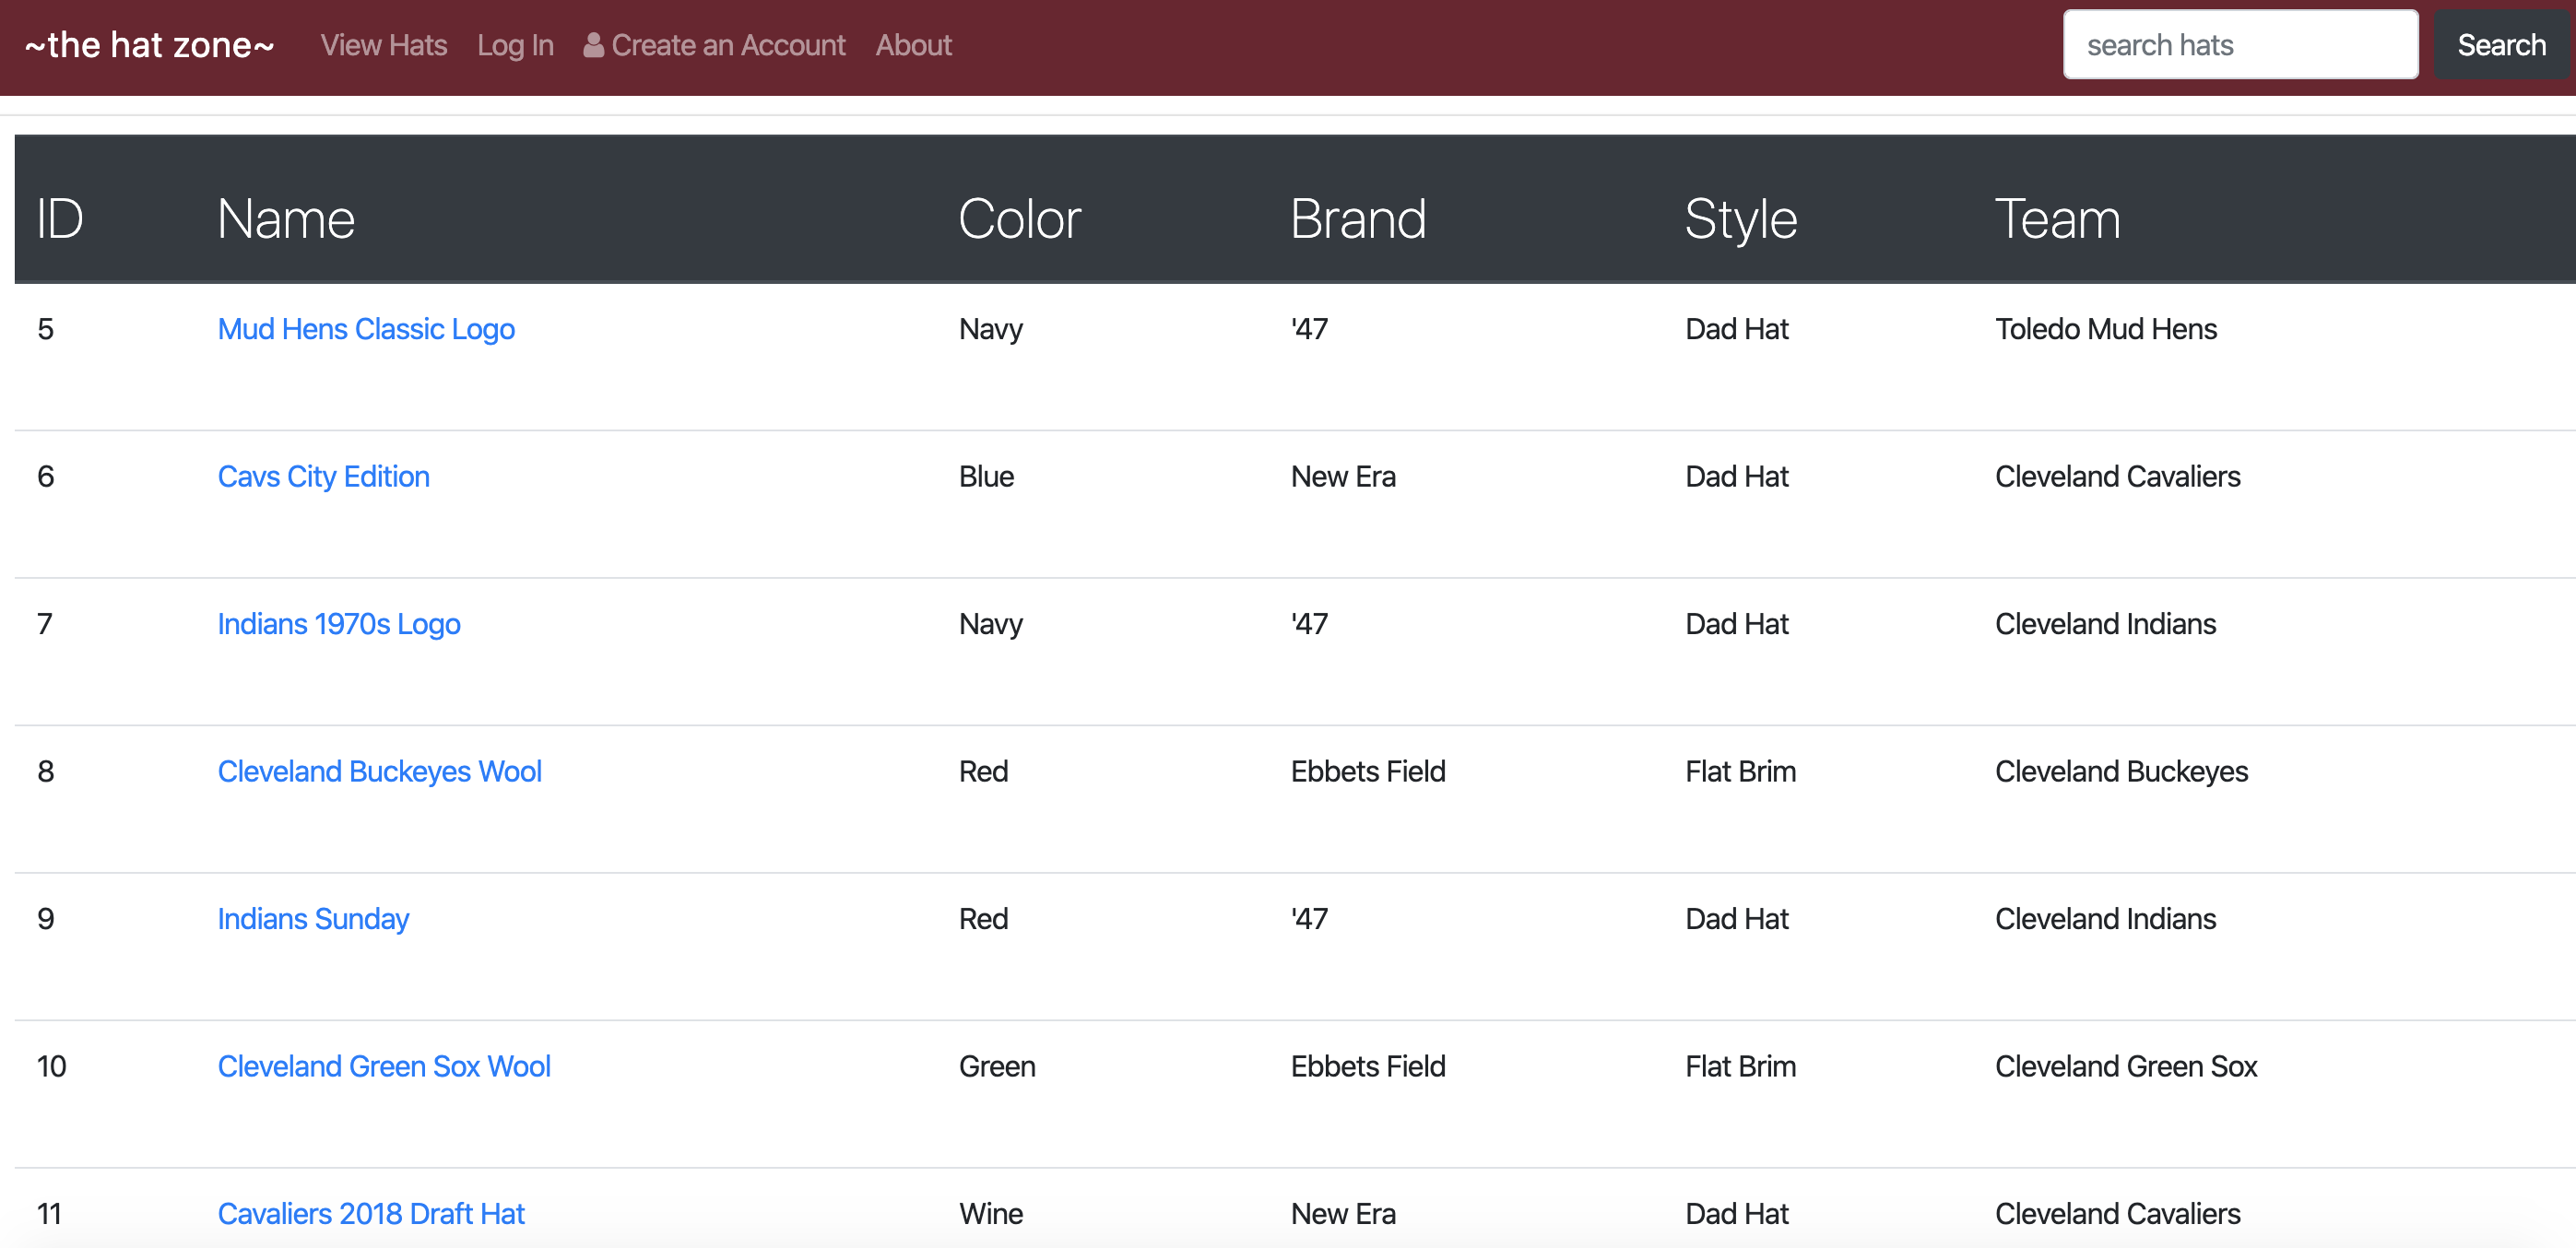 ~the hat zone~ View Hats Log In Create an Account About search hats Search
ID Name Color Brand Style Team
5 Mud Hens Classic Logo Navy '47 Dad Hat Toledo Mud Hens
6 Cavs City Edition Blue New Era Dad Hat Cleveland Cavaliers
7 Indians 1970s Logo Navy '47 Dad Hat Cleveland Indians
8 Cleveland Buckeyes Wool Red Ebbets Field Flat Brim Cleveland Buckeyes
9 Indians Sunday Red '47 Dad Hat Cleveland Indians
10 Cleveland Green Sox Wool Green Ebbets Field Flat Brim Cleveland Green Sox
11 Cavaliers 2018 Draft Hat Wine New Era Dad Hat Cleveland Cavaliers